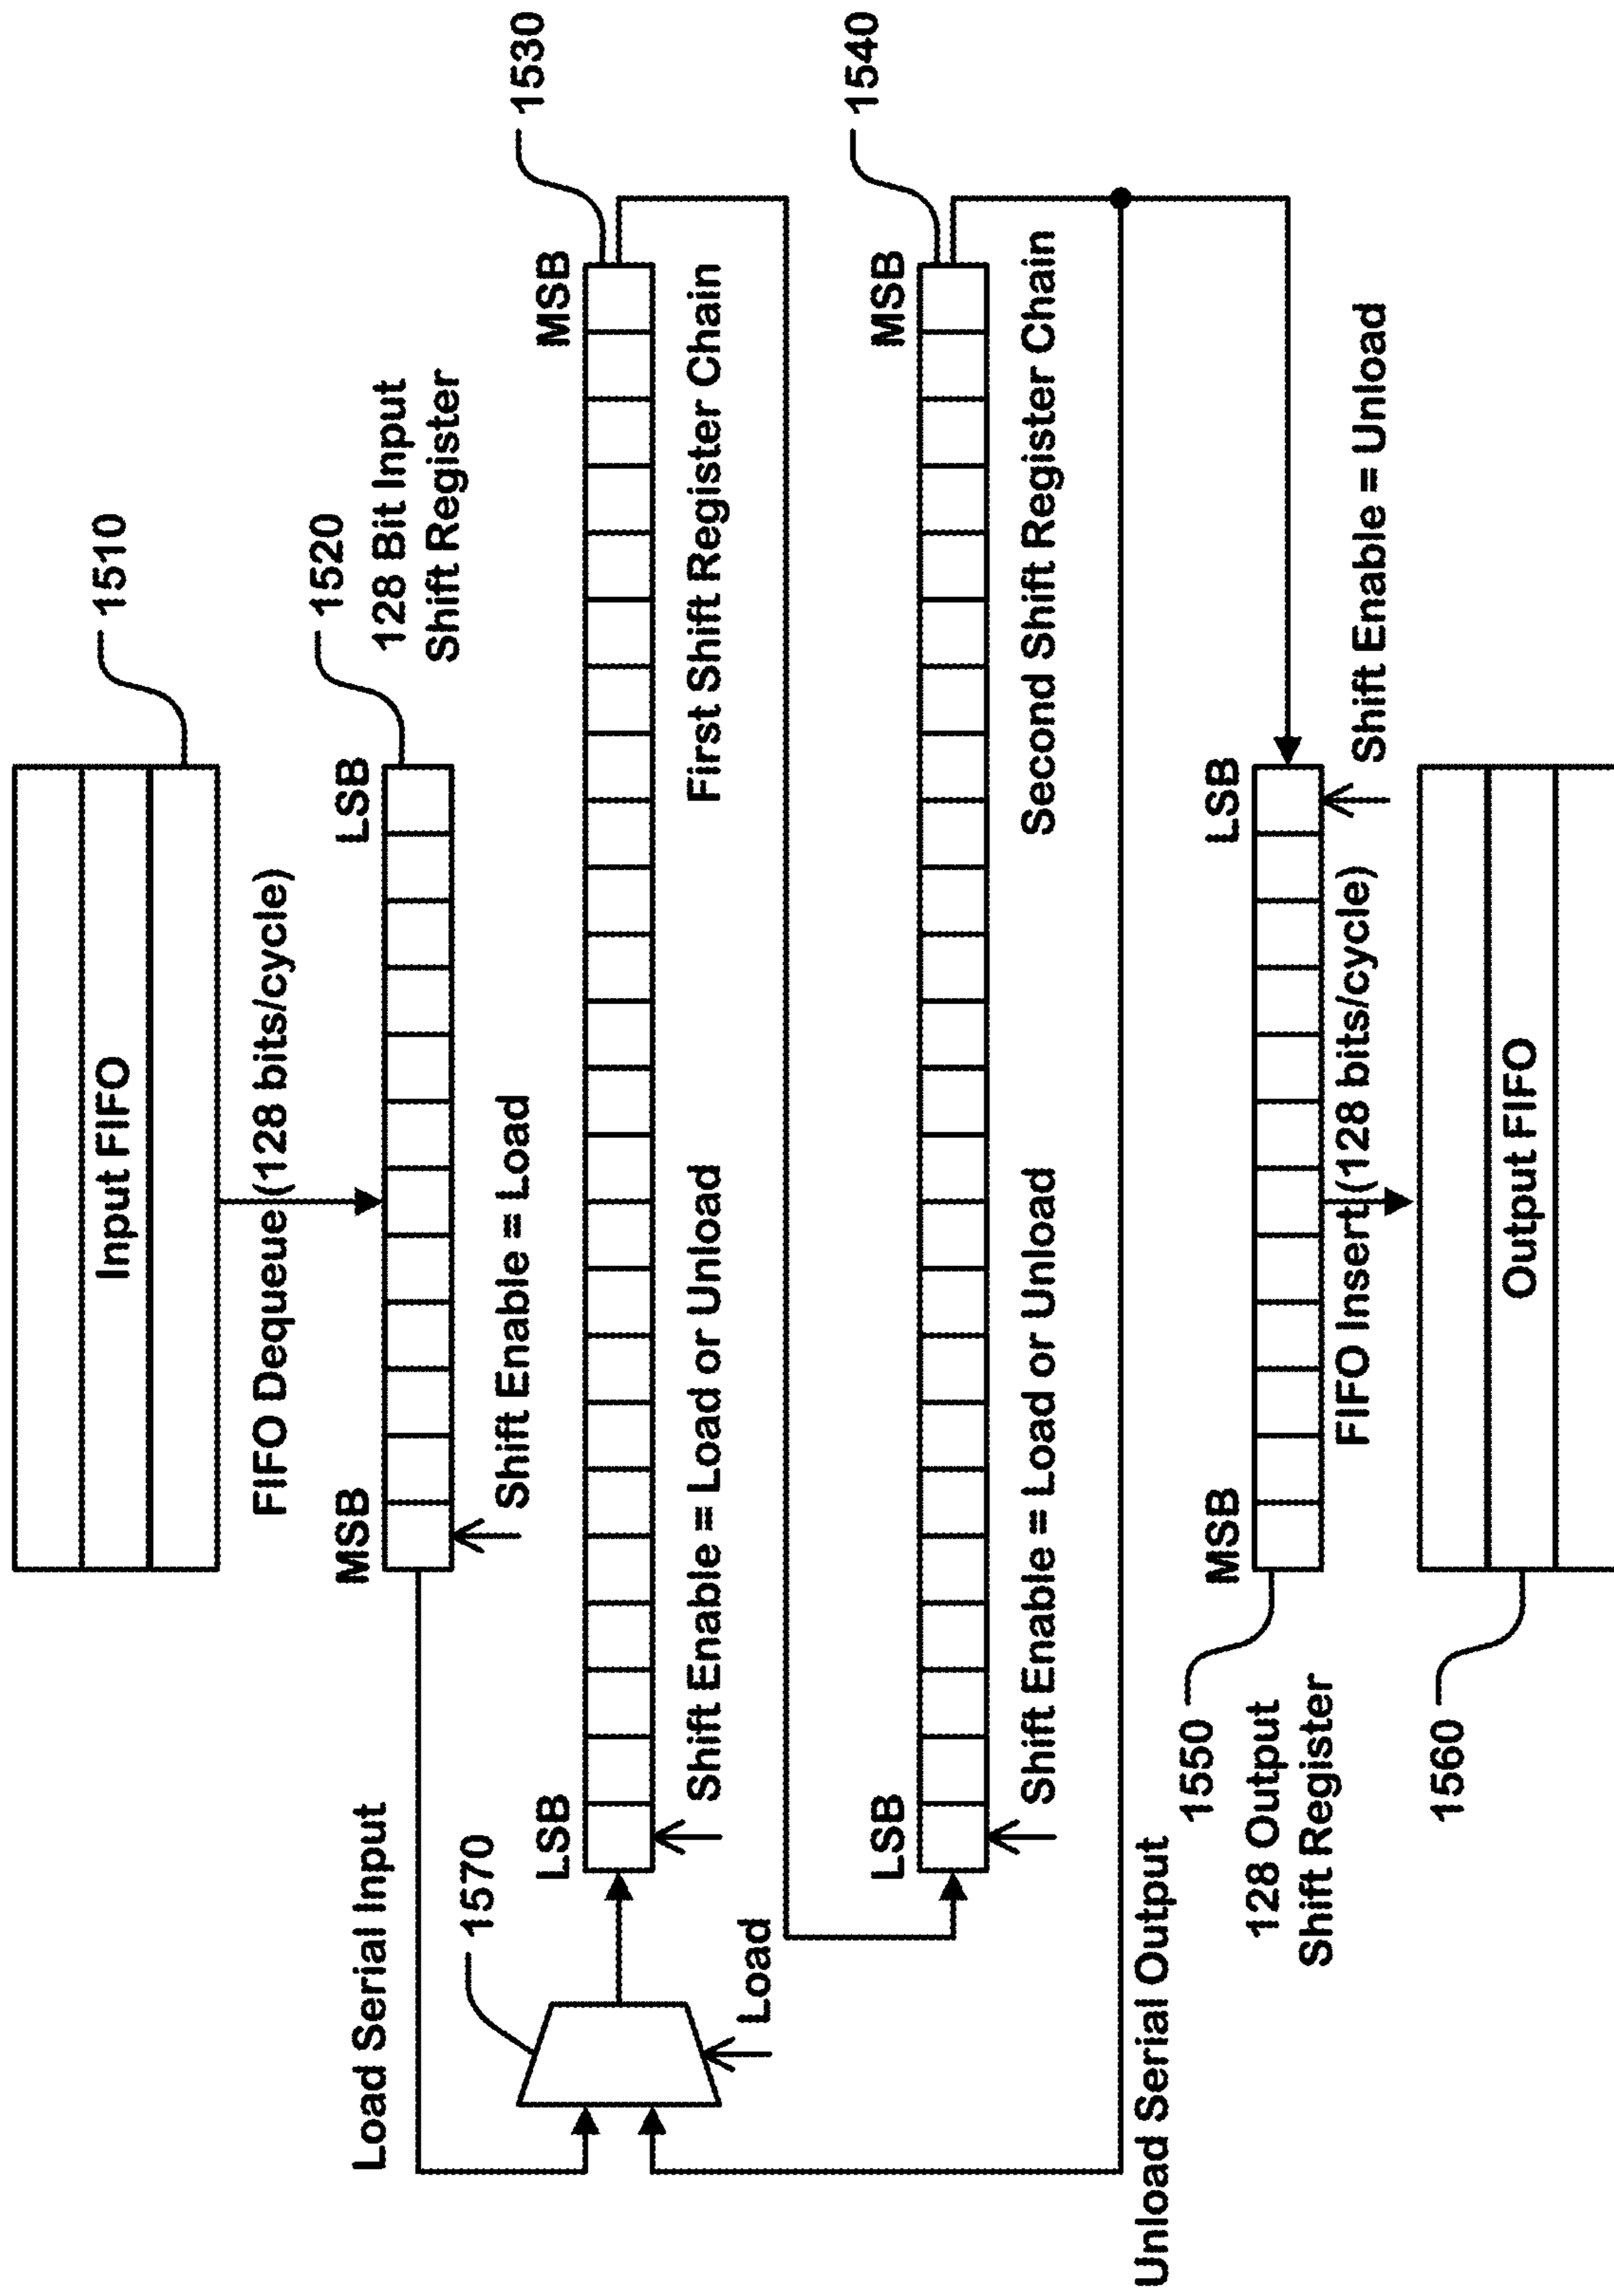 Input FIFO
1510
FIFO Dequeue (128 bits/cycle)
Load Serial Input
MSB
LSB
1520
128 Bit Input
Shift Register
Shift Enable = Load
1570
Load
LSB
MSB
1530
Shift Enable = Load or Unload
First Shift Register Chain
LSB
MSB
1540
Shift Enable = Load or Unload
Second Shift Register Chain
Unload Serial Output
1550
128 Output
Shift Register
MSB
LSB
Shift Enable = Unload
FIFO Insert (128 bits/cycle)
1560
Output FIFO